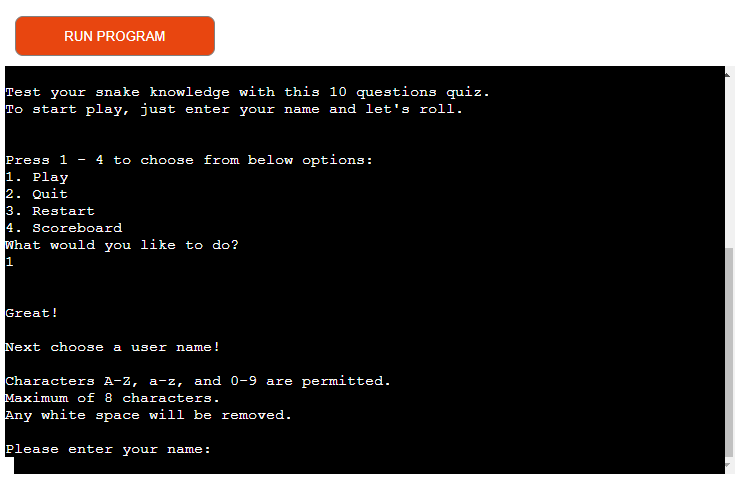 RUN PROGRAM
Test your snake knowledge with this 10 questions quiz.
To start play, just enter your name and let's roll.
Press 1 - 4 to choose from below options:
1. Play
2. Quit
3. Restart
4. Scoreboard
What would you like to do?
1
Great!
Next choose a user name!
Characters A-Z, a-z, and 0-9 are permitted.
Maximum of 8 characters.
Any white space will be removed.
Please enter your name: